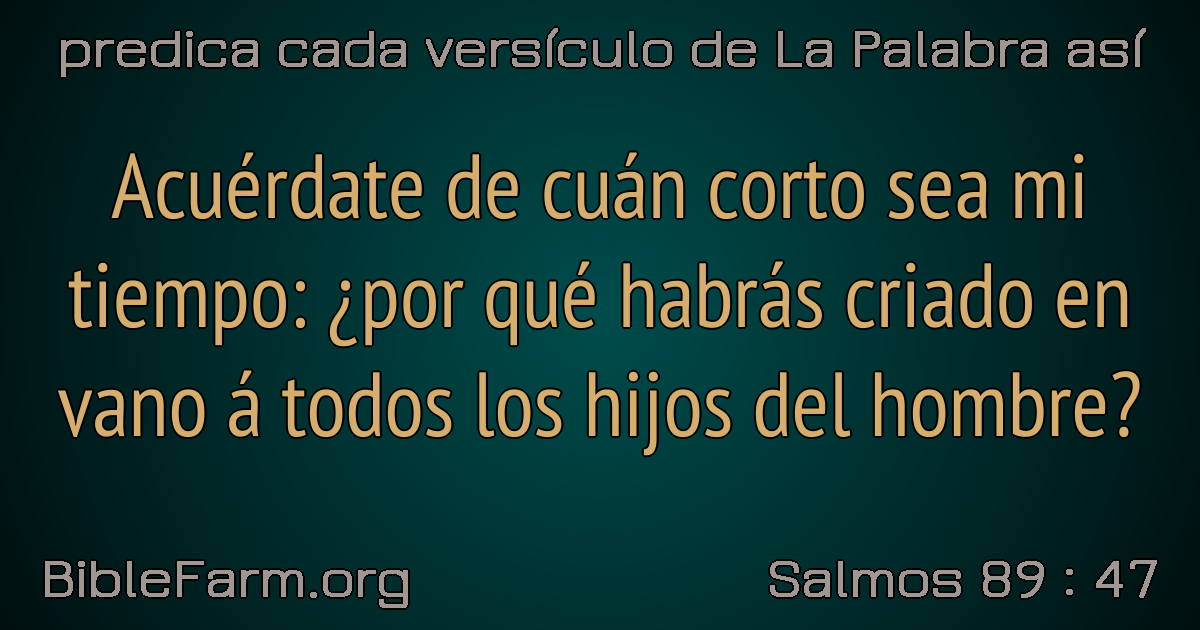 predica cada versículo de La Palabra así
Acuérdate de cuán corto sea mi
tiempo: ¿por qué habrás criado en
vano á todos los hijos del hombre?
BibleFarm.org
Salmos 89 : 47